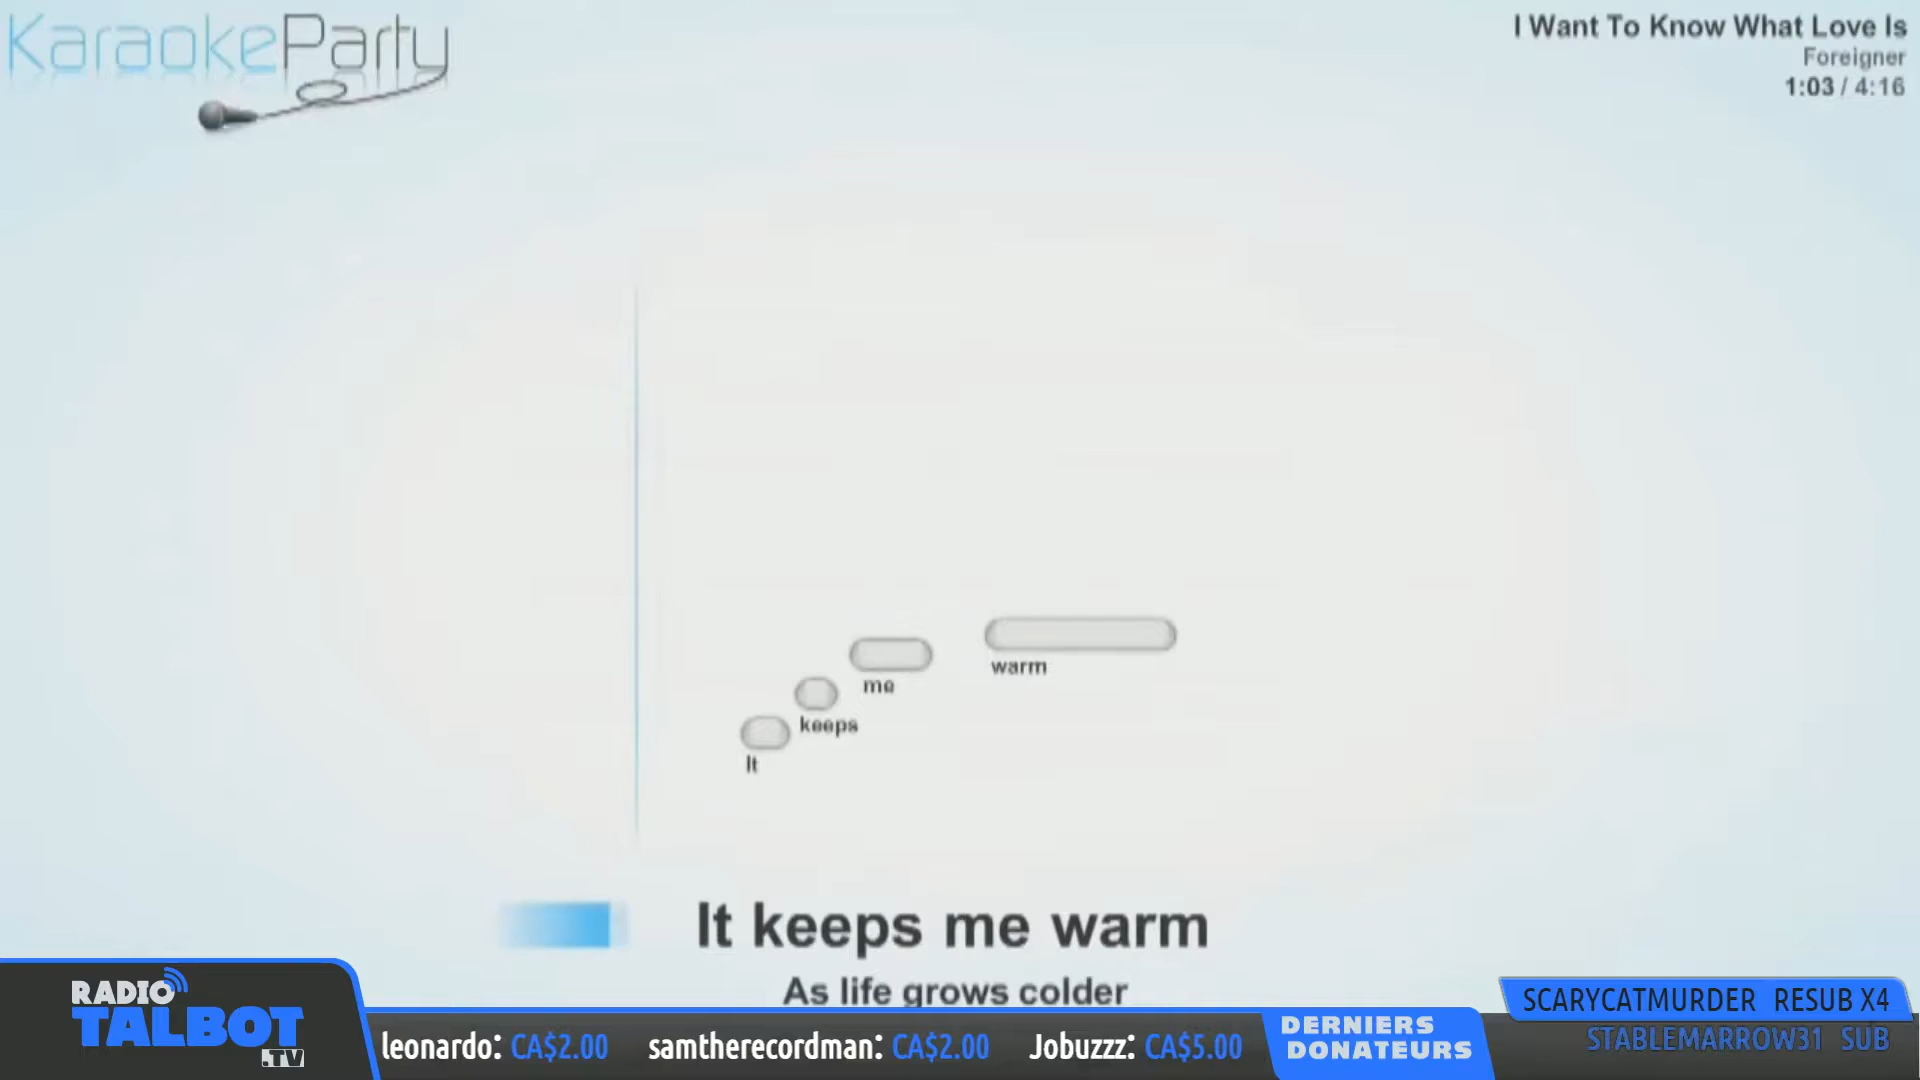 KaraokeParty
I Want To Know What Love Is
Foreigner
1:03 / 4:16
warm
me
keeps
It
It keeps me warm
As life grows colder
RADIO
TALBOT
.TV
leonardo: CA$2.00 samtherecordman: CA$2.00 Jobuzzz: CA$5.00
DERNIERS
DONATEURS
SCARYCATMURDER RESUB X4
STABLEMARROW31 SUB